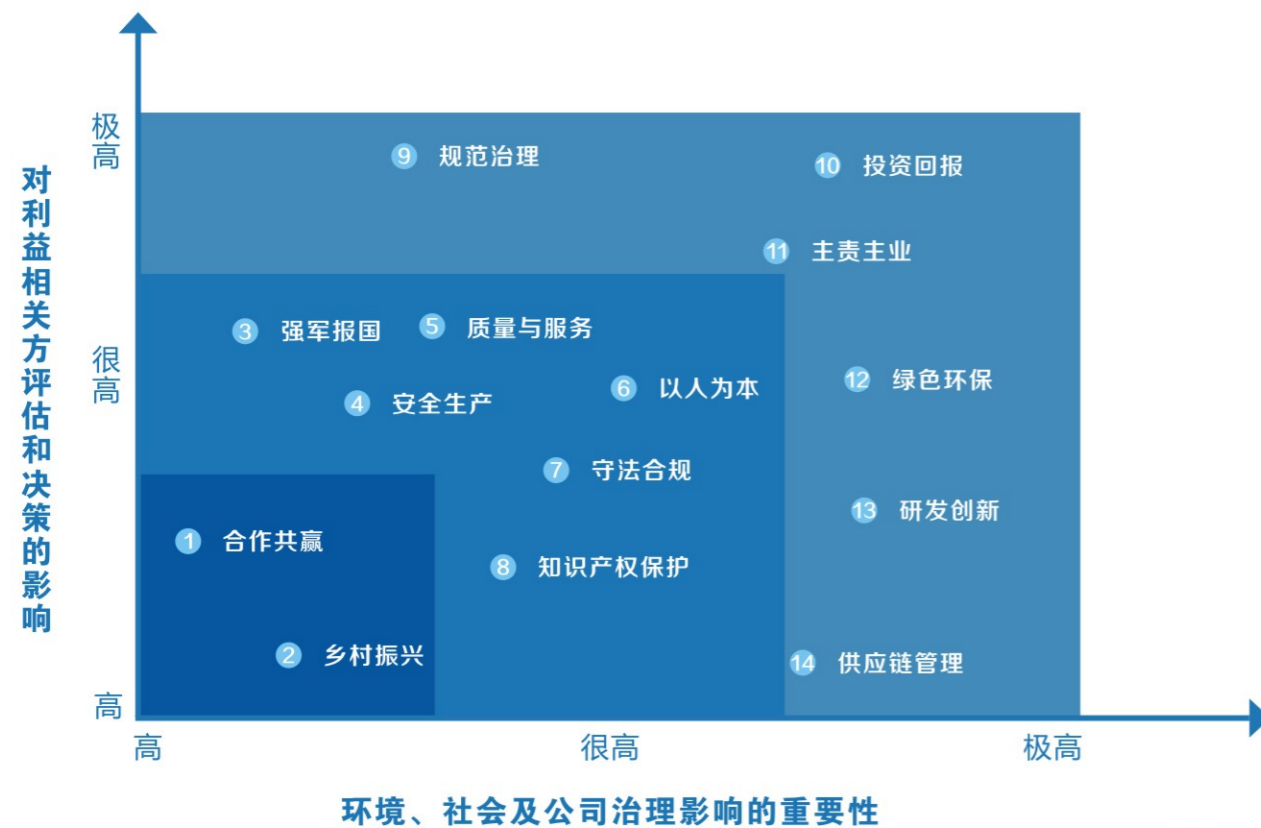 对利益相关方评估和决策的影响
极高
很高
高
9 规范治理
10 投资回报
11 主责主业
3 强军报国
5 质量与服务
12 绿色环保
6 以人为本
4 安全生产
7 守法合规
13 研发创新
1 合作共赢
8 知识产权保护
2 乡村振兴
14 供应链管理
高 很高 极高
环境、社会及公司治理影响的重要性